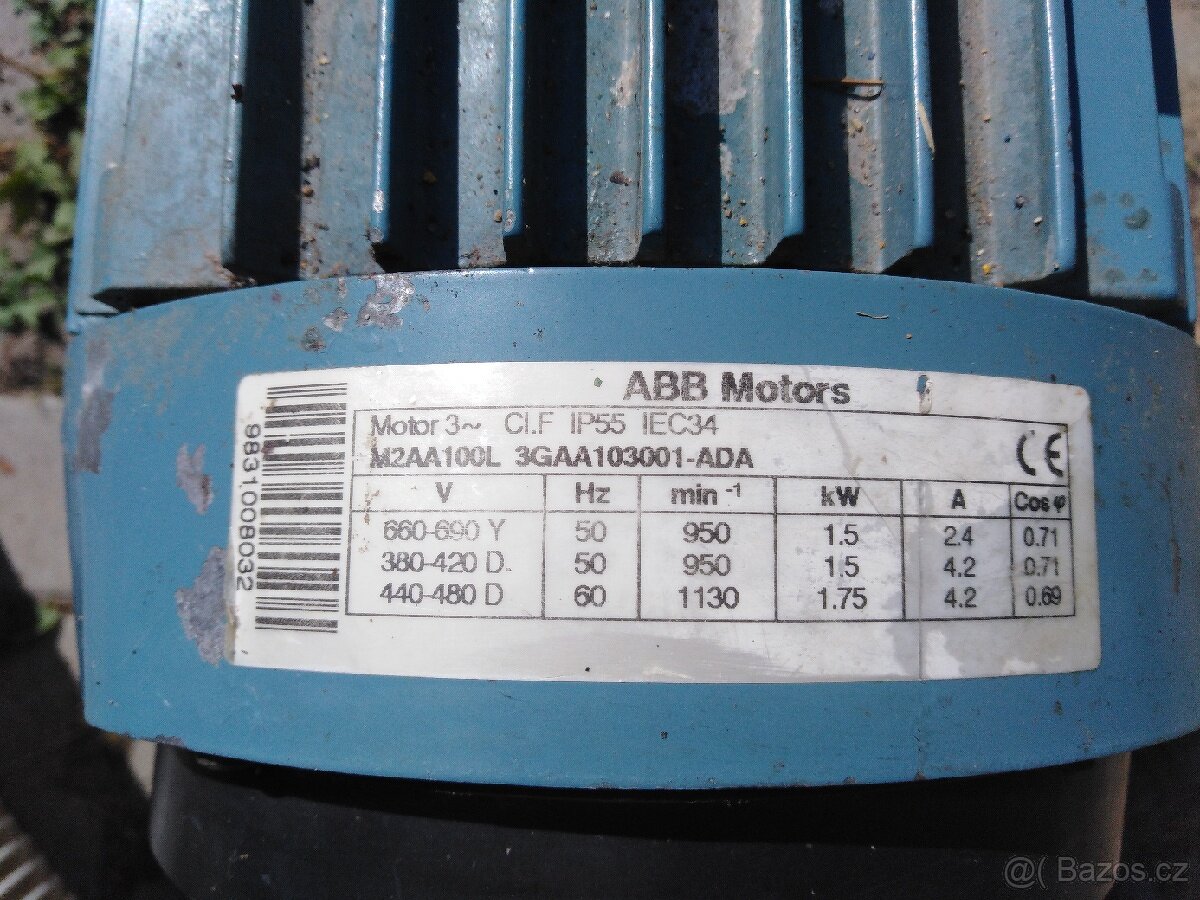 ABB Motors
Motor 3~ Cl.F IP55 IEC34
M2AA100L 3GAA103001-ADA
CE
V Hz min -1 kW A Cos φ
660-690 Y 50 950 1.5 2.4 0.71
380-420 D. 50 950 1.5 4.2 0.71
440-480 D 60 1130 1.75 4.2 0.69
9831008032
@( Bazos.cz